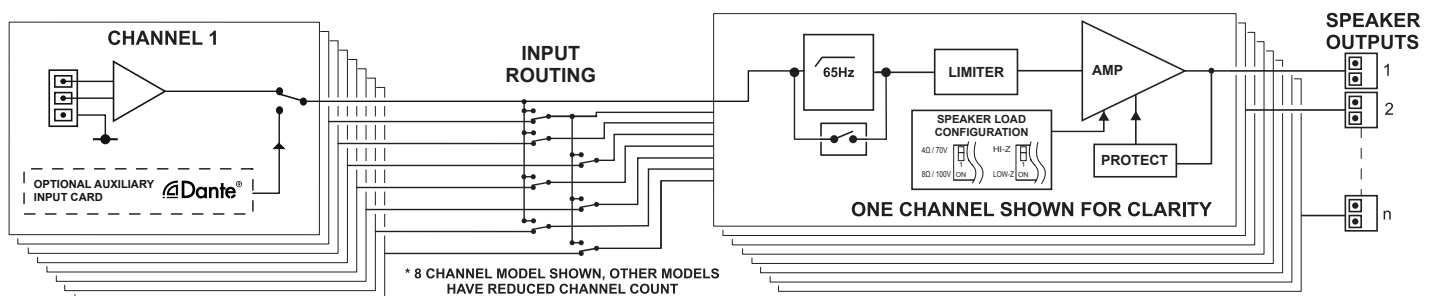 CHANNEL 1
OPTIONAL AUXILIARY
INPUT CARD
Dante®
INPUT
ROUTING
* 8 CHANNEL MODEL SHOWN, OTHER MODELS
HAVE REDUCED CHANNEL COUNT
65Hz
LIMITER
AMP
SPEAKER LOAD
CONFIGURATION
4Ω / 70V
8Ω / 100V
1
ON
HI-Z
LOW-Z
1
ON
PROTECT
ONE CHANNEL SHOWN FOR CLARITY
SPEAKER
OUTPUTS
1
2
n